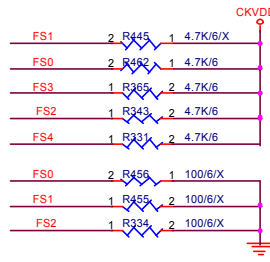 CKVDD
FS1 2 R445 1 4.7K/6/X
FS0 2 R462 1 4.7K/6
FS3 1 R365 2 4.7K/6
FS2 1 R343 2 4.7K/6
FS4 1 R331 2 4.7K/6
FS0 2 R456 1 100/6/X
FS1 1 R455 2 100/6/X
FS2 1 R334 2 100/6/X